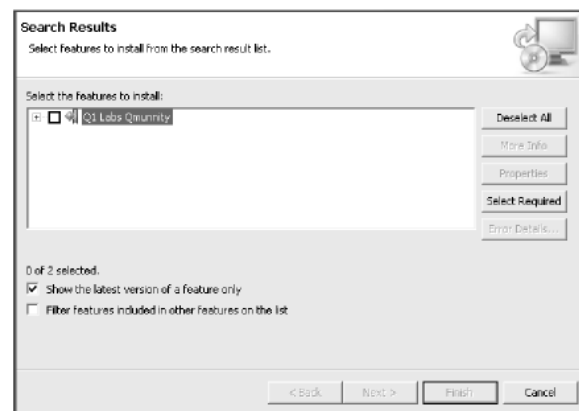 Search Results
Select features to install from the search result list.
Select the features to install:
Q1 Labs Qmunnity
Deselect All
More Info
Properties
Select Required
Error Details...
0 of 2 selected.
Show the latest version of a feature only
Filter features included in other features on the list
< Back
Next >
Finish
Cancel